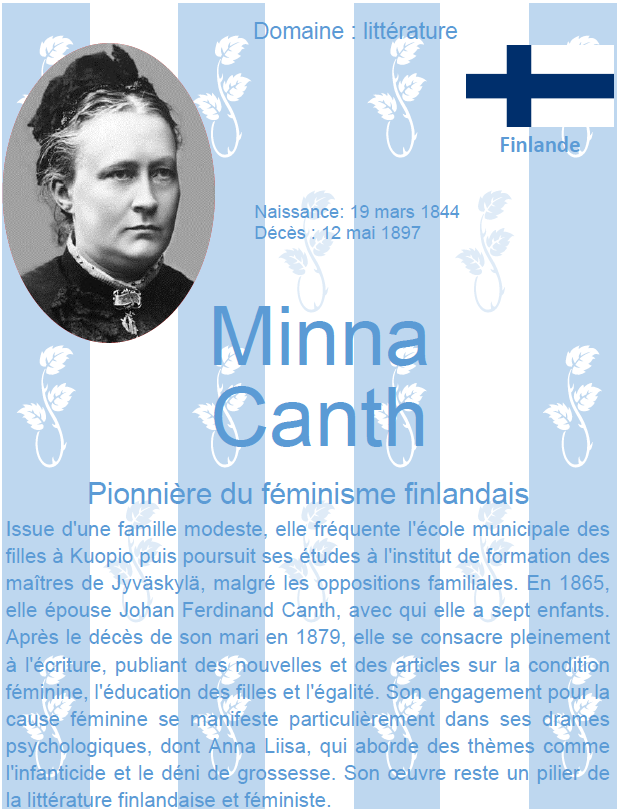 Domaine : littérature
Finlande
Naissance: 19 mars 1844
Décès : 12 mai 1897
Minna
Canth
Pionnière du féminisme finlandais
Issue d'une famille modeste, elle fréquente l'école municipale des
filles à Kuopio puis poursuit ses études à l'institut de formation des
maîtres de Jyväskylä, malgré les oppositions familiales. En 1865,
elle épouse Johan Ferdinand Canth, avec qui elle a sept enfants.
Après le décès de son mari en 1879, elle se consacre pleinement
à l'écriture, publiant des nouvelles et des articles sur la condition
féminine, l'éducation des filles et l'égalité. Son engagement pour la
cause féminine se manifeste particulièrement dans ses drames
psychologiques, dont Anna Liisa, qui aborde des thèmes comme
l'infanticide et le déni de grossesse. Son œuvre reste un pilier de
la littérature finlandaise et féministe.